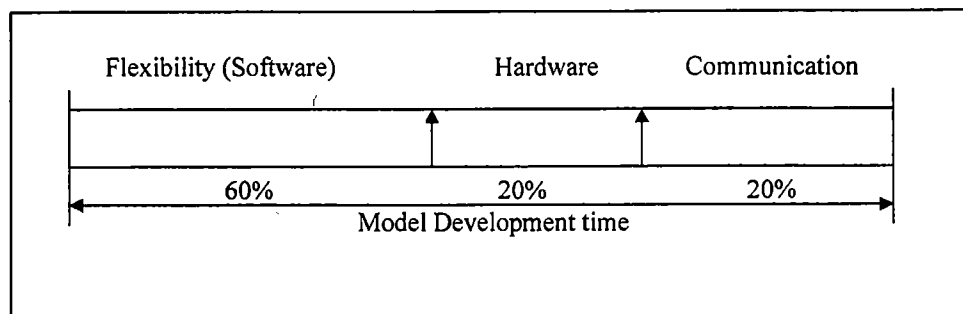 Flexibility (Software) Hardware Communication
60% 20% 20%
Model Development time